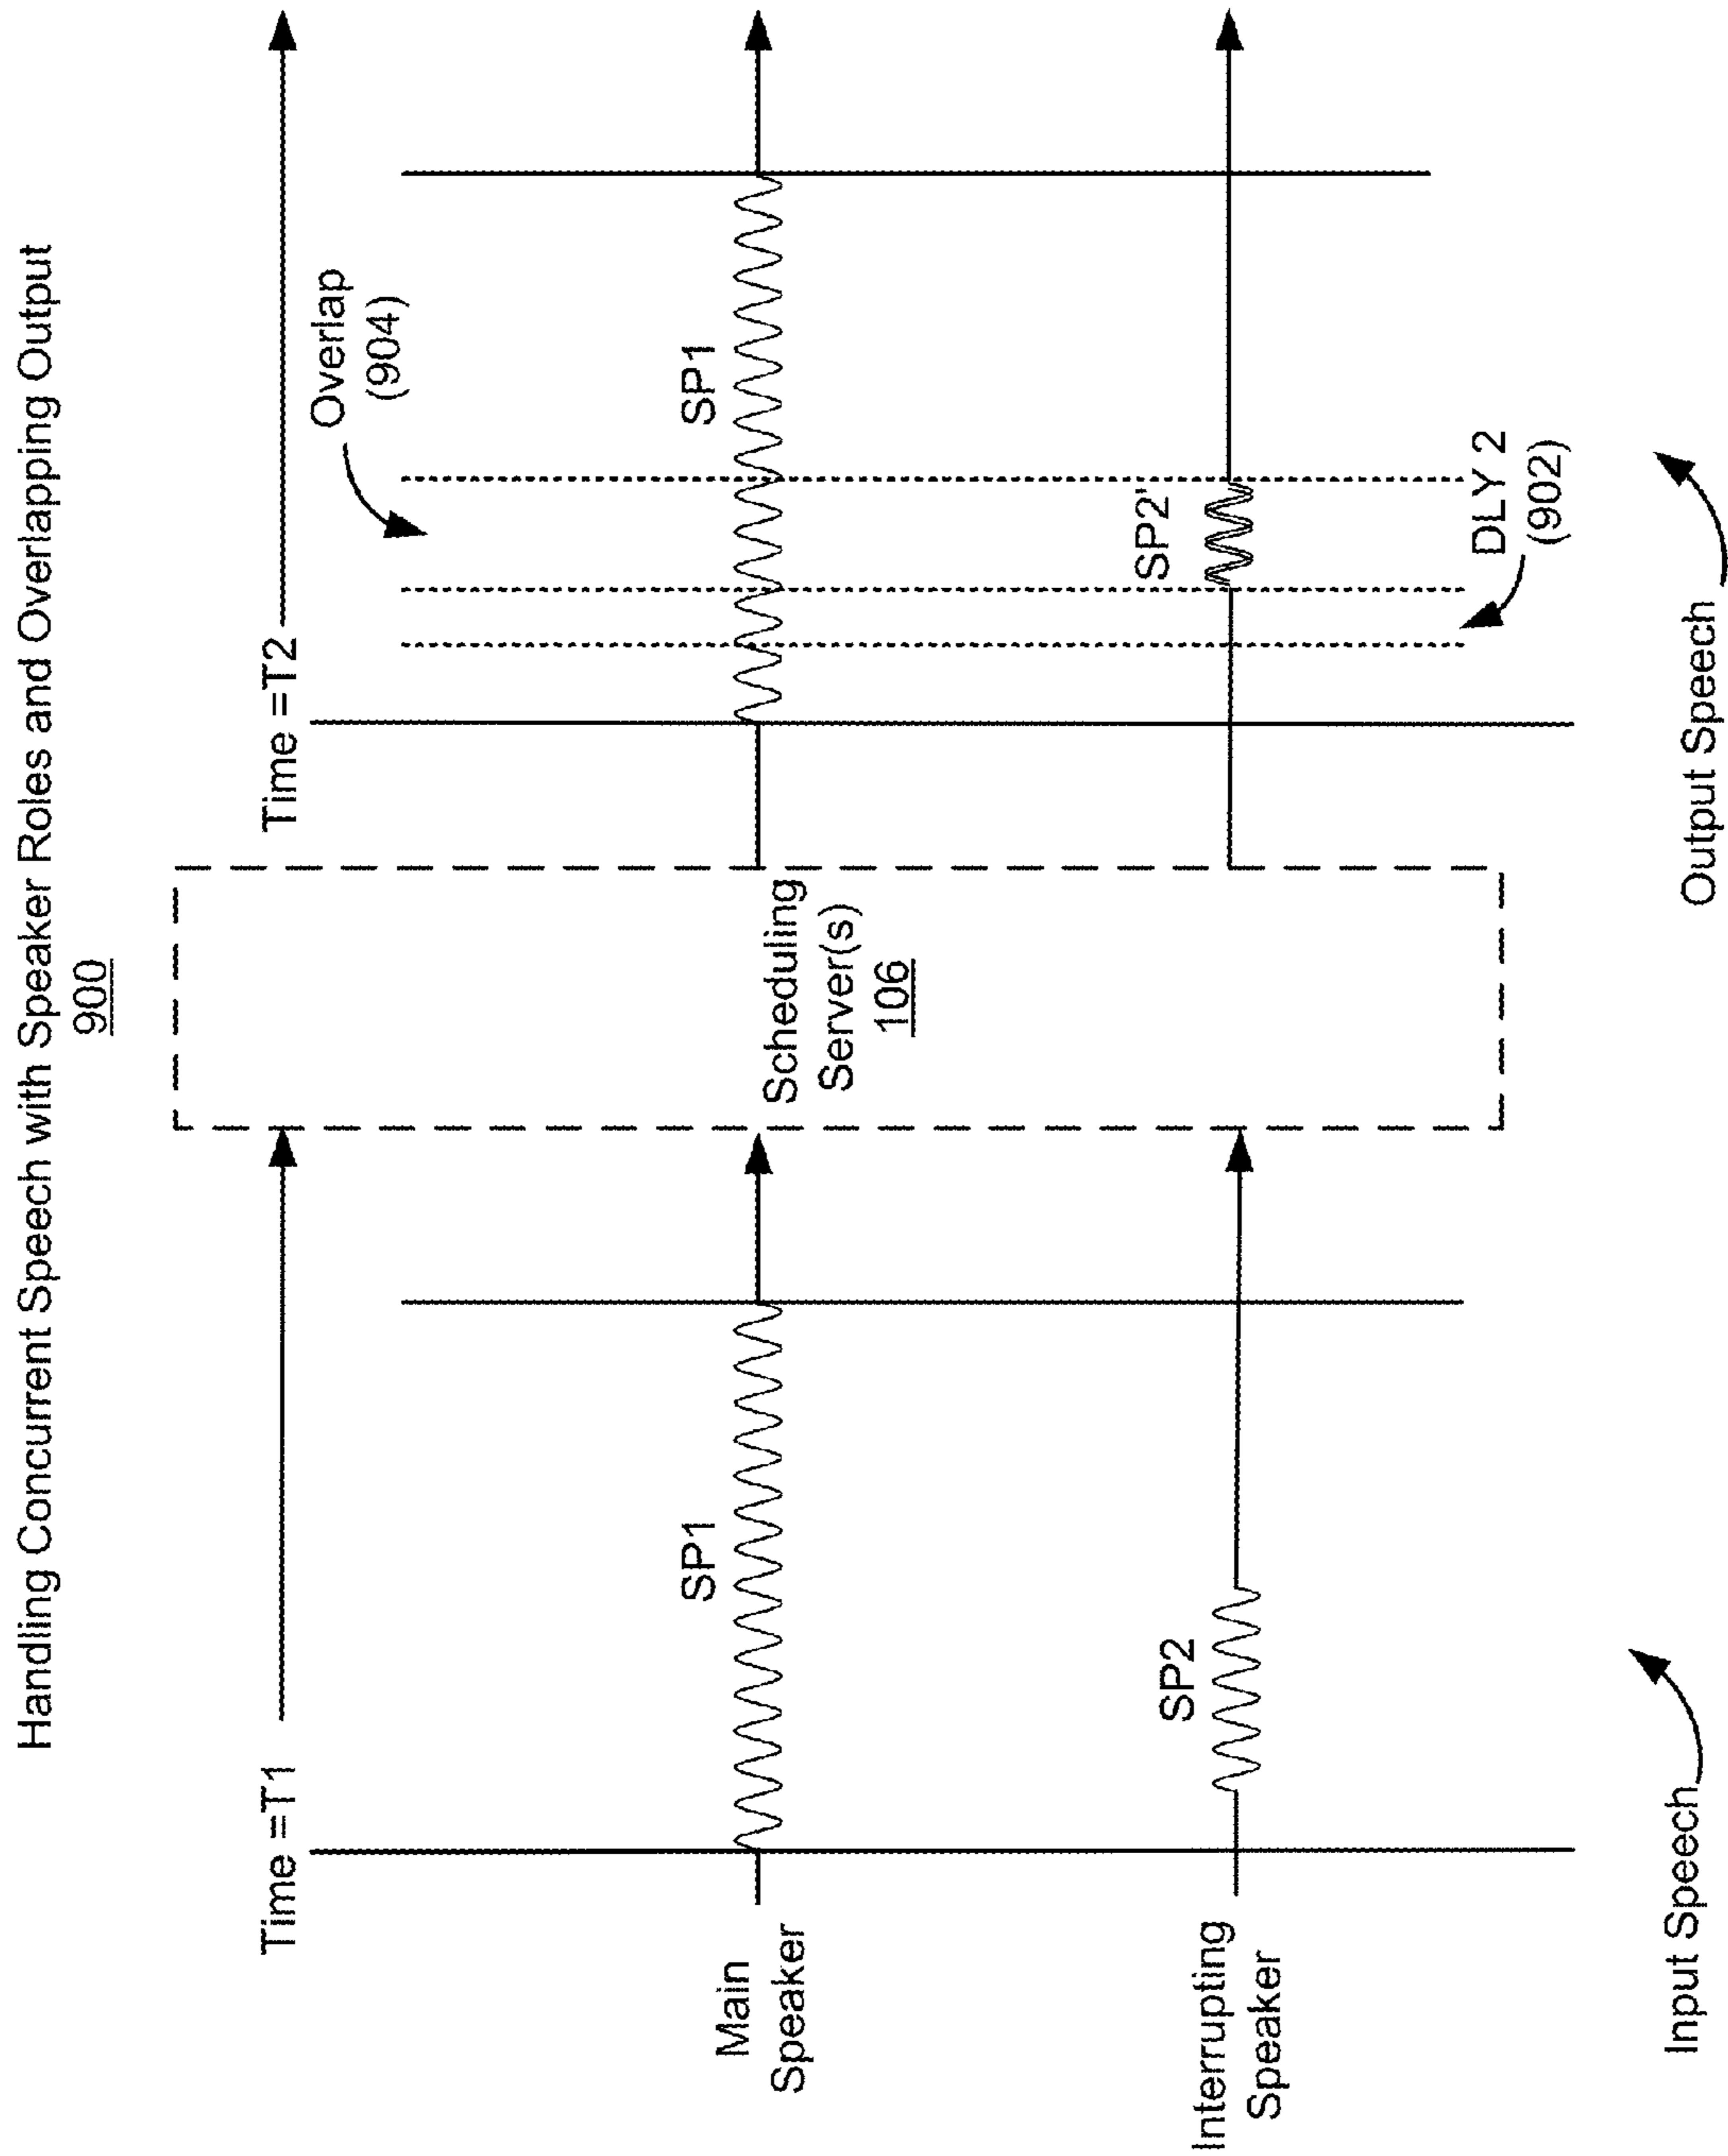 Handling Concurrent Speech with Speaker Roles and Overlapping Output
900
Time =T1
Time =T2
Overlap
(904)
Main
Speaker
SP1
Scheduling
Server(s)
106
SP1
Interrupting
Speaker
SP2
SP2'
DLY 2
(902)
Input Speech
Output Speech